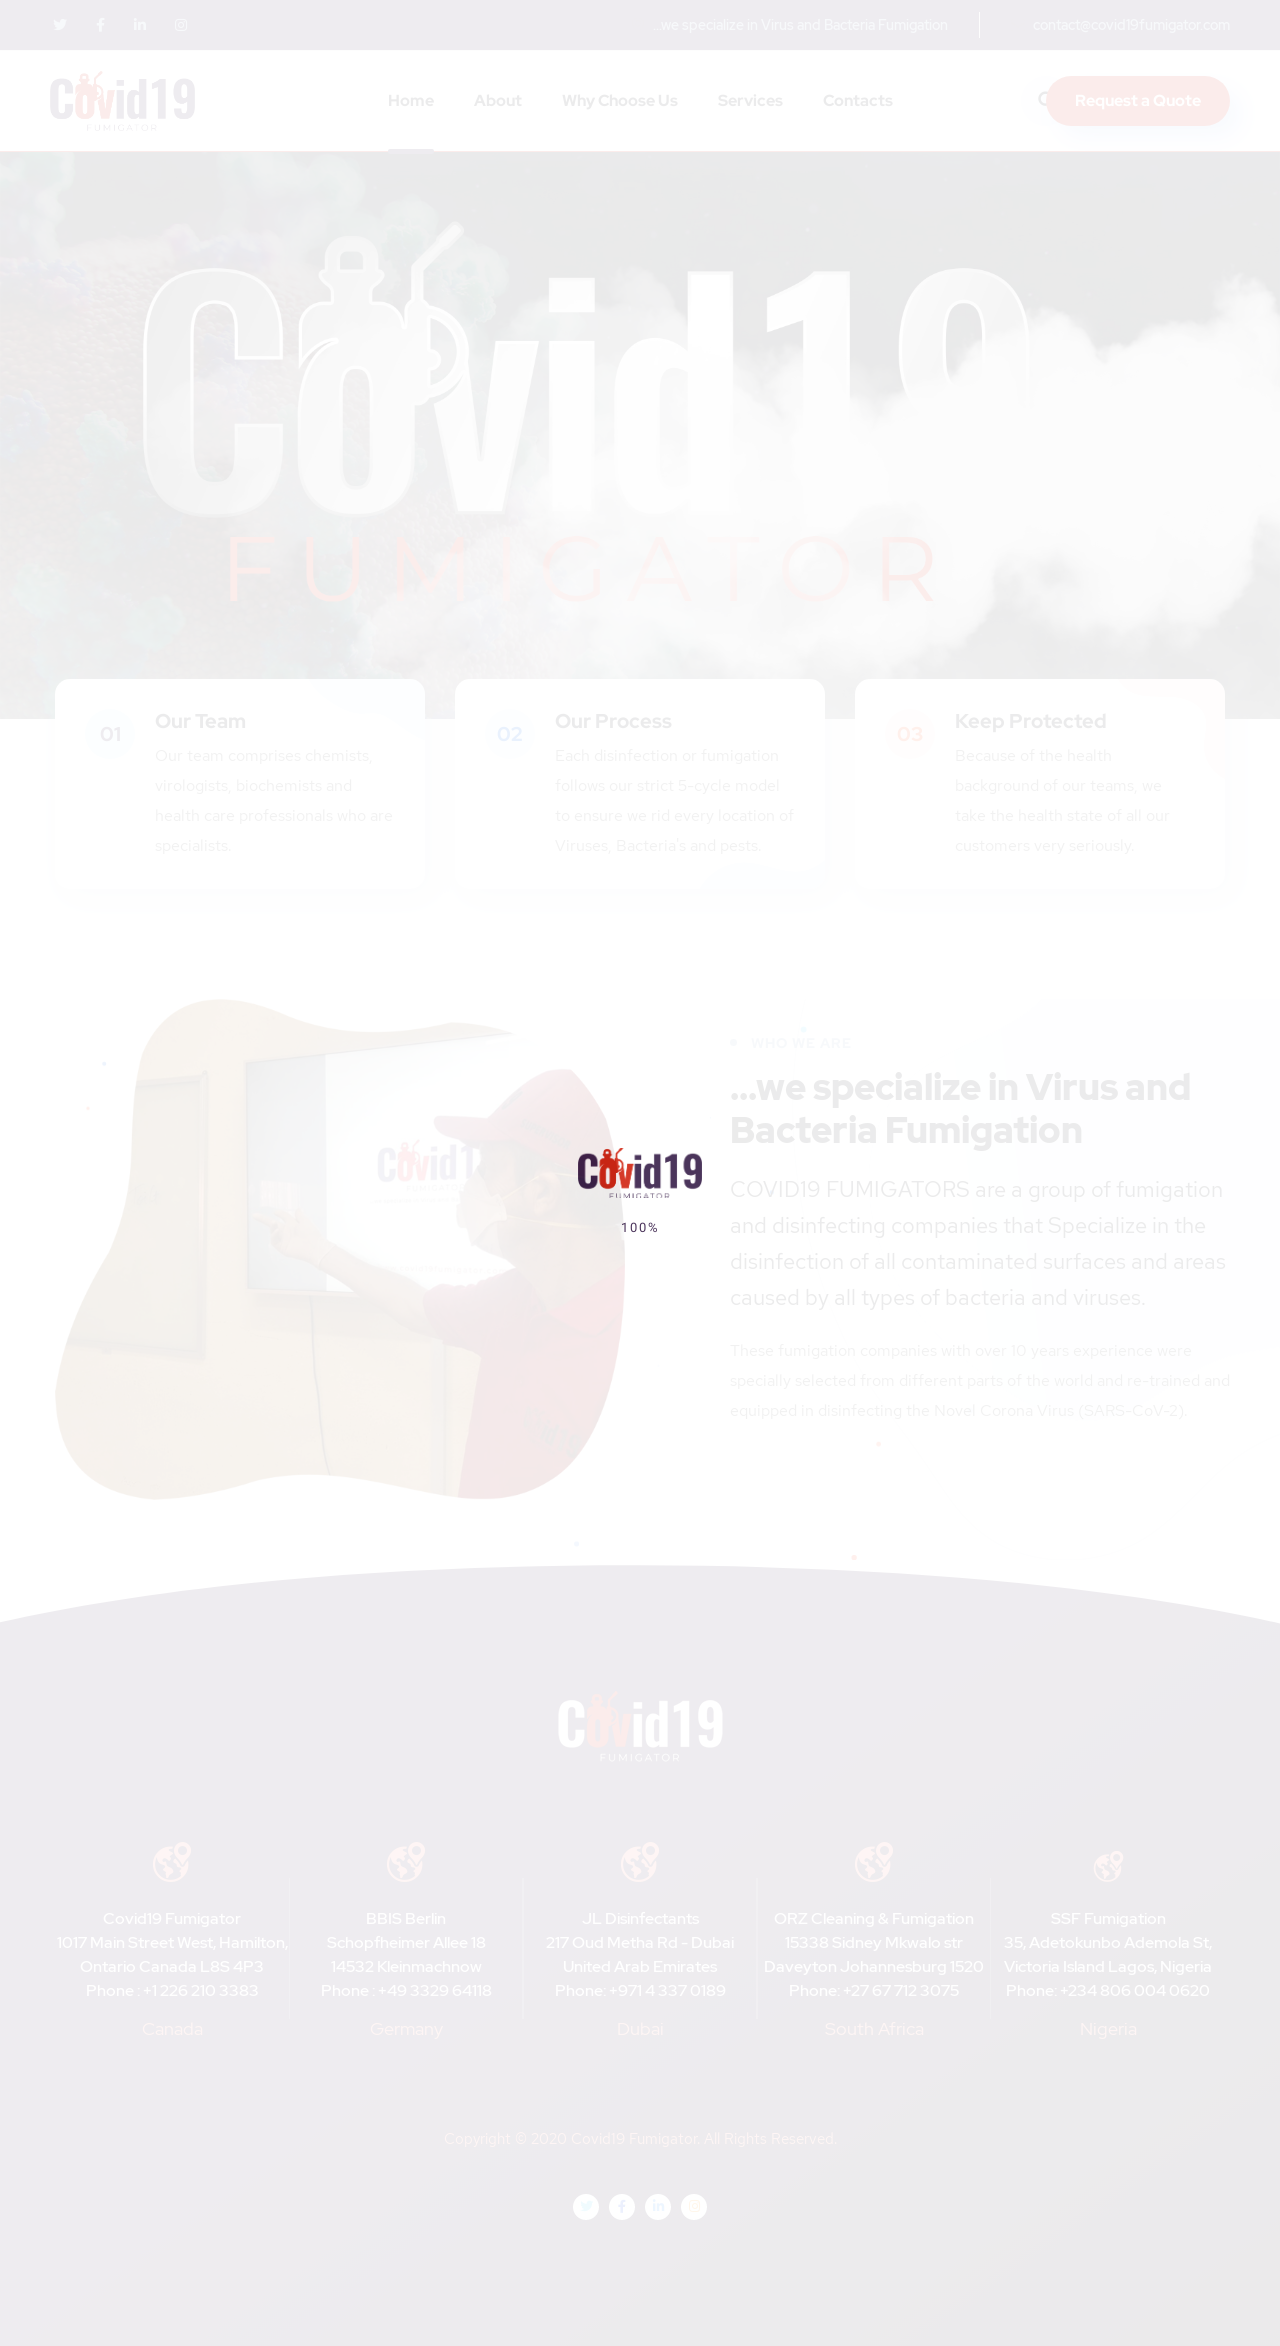 ...we specialize in Virus and Bacteria Fumigation
contact@covid19fumigator.com
Covid19
FUMIGATOR
Home
About
Why Choose Us
Services
Contacts
Request a Quote
Covid19
FUMIGATOR
01
Our Team
Our team comprises chemists,
virologists, biochemists and
health care professionals who are
specialists.
02
Our Process
Each disinfection or fumigation
follows our strict 5-cycle model
to ensure we rid every location of
Viruses, Bacteria's and pests.
03
Keep Protected
Because of the health
background of our teams, we
take the health state of all our
customers very seriously.
WHO WE ARE
...we specialize in Virus and
Bacteria Fumigation
COVID19 FUMIGATORS are a group of fumigation
and disinfecting companies that Specialize in the
disinfection of all contaminated surfaces and areas
caused by all types of bacteria and viruses.
These fumigation companies with over 10 years experience were
specially selected from different parts of the world and re-trained and
equipped in disinfecting the Novel Corona Virus (SARS-CoV-2).
Covid19
FUMIGATOR
100%
Covid19
FUMIGATOR
Covid19 Fumigator
1017 Main Street West, Hamilton,
Ontario Canada L8S 4P3
Phone : +1 226 210 3383
Canada
BBIS Berlin
Schopfheimer Allee 18
14532 Kleinmachnow
Phone : +49 3329 64118
Germany
JL Disinfectants
217 Oud Metha Rd - Dubai
United Arab Emirates
Phone: +971 4 337 0189
Dubai
ORZ Cleaning & Fumigation
15338 Sidney Mkwalo str
Daveyton Johannesburg 1520
Phone: +27 67 712 3075
South Africa
SSF Fumigation
35, Adetokunbo Ademola St,
Victoria Island Lagos, Nigeria
Phone: +234 806 004 0620
Nigeria
Copyright © 2020 Covid19 Fumigator. All Rights Reserved.